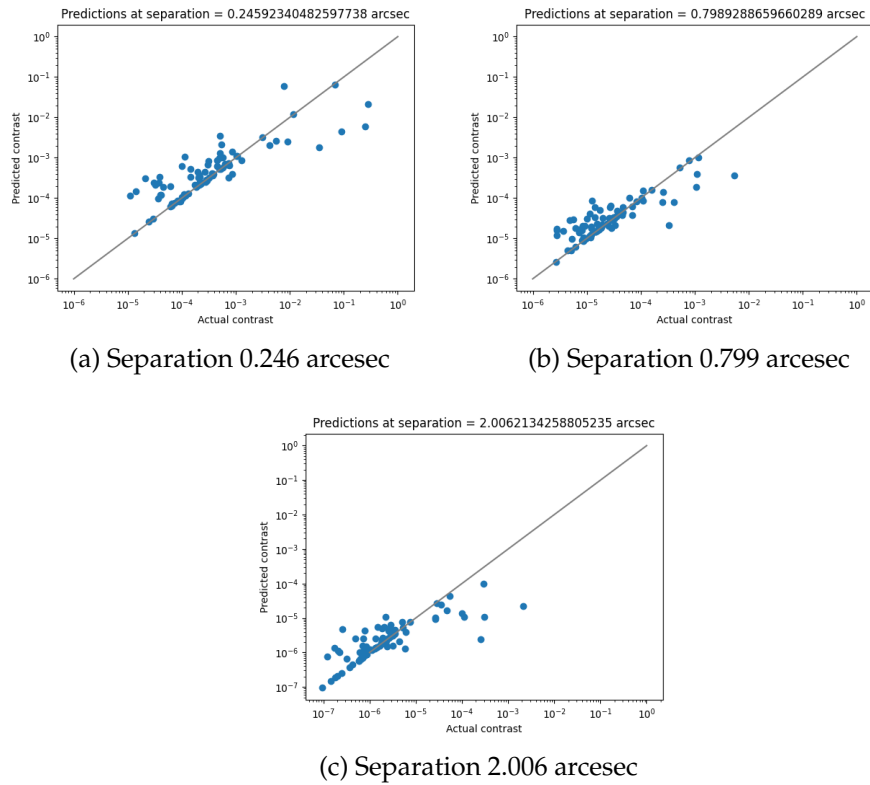 Predictions at separation = 0.24592340482597738 arcsec
Predicted contrast
10⁰
10⁻¹
10⁻²
10⁻³
10⁻⁴
10⁻⁵
10⁻⁶
10⁻⁶ 10⁻⁵ 10⁻⁴ 10⁻³ 10⁻² 10⁻¹ 10⁰
Actual contrast
(a) Separation 0.246 arcesec
Predictions at separation = 0.7989288659660289 arcsec
Predicted contrast
10⁰
10⁻¹
10⁻²
10⁻³
10⁻⁴
10⁻⁵
10⁻⁶
10⁻⁶ 10⁻⁵ 10⁻⁴ 10⁻³ 10⁻² 10⁻¹ 10⁰
Actual contrast
(b) Separation 0.799 arcesec
Predictions at separation = 2.0062134258805235 arcsec
Predicted contrast
10⁰
10⁻¹
10⁻²
10⁻³
10⁻⁴
10⁻⁵
10⁻⁶
10⁻⁷
10⁻⁷ 10⁻⁶ 10⁻⁵ 10⁻⁴ 10⁻³ 10⁻² 10⁻¹ 10⁰
Actual contrast
(c) Separation 2.006 arcesec